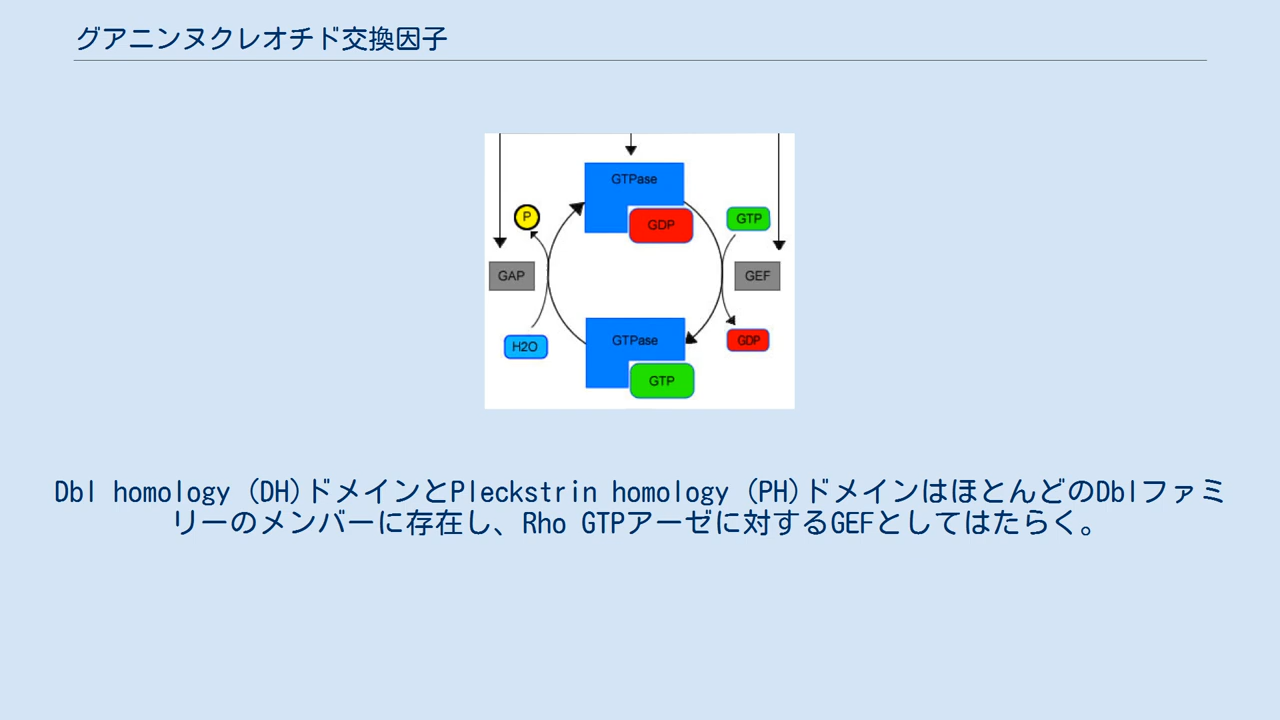 グアニンヌクレオチド交換因子
GTPase
P
GDP
GTP
GAP
GEF
H2O
GTPase
GDP
GTP
Dbl homology (DH)ドメインとPleckstrin homology (PH)ドメインはほとんどのDblファミ
リーのメンバーに存在し、Rho GTPアーゼに対するGEFとしてはたらく。